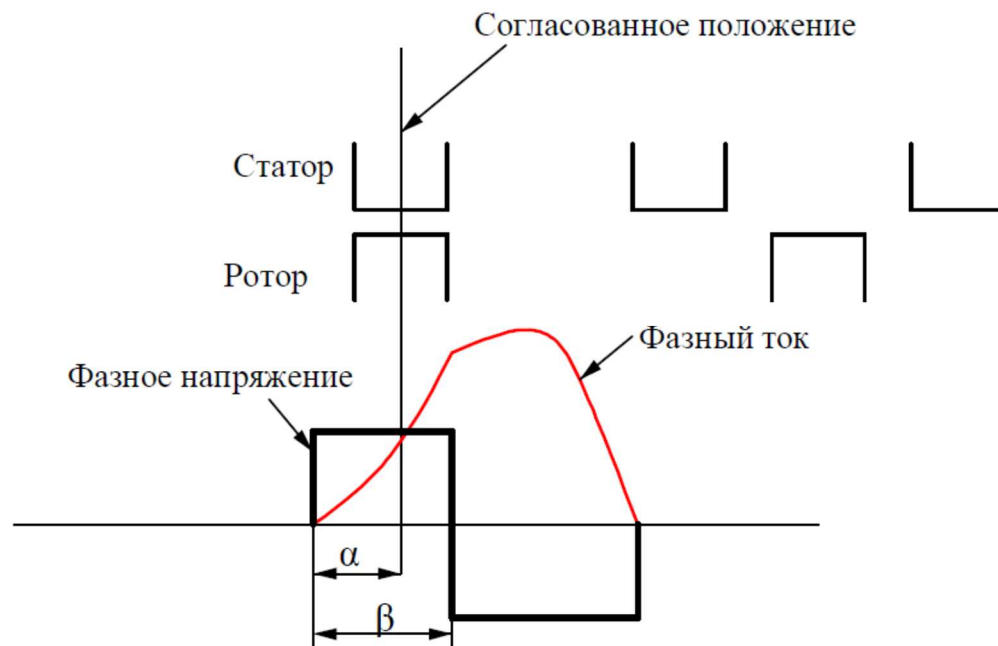 Согласованное положение
Статор
Ротор
Фазный ток
Фазное напряжение
α
β